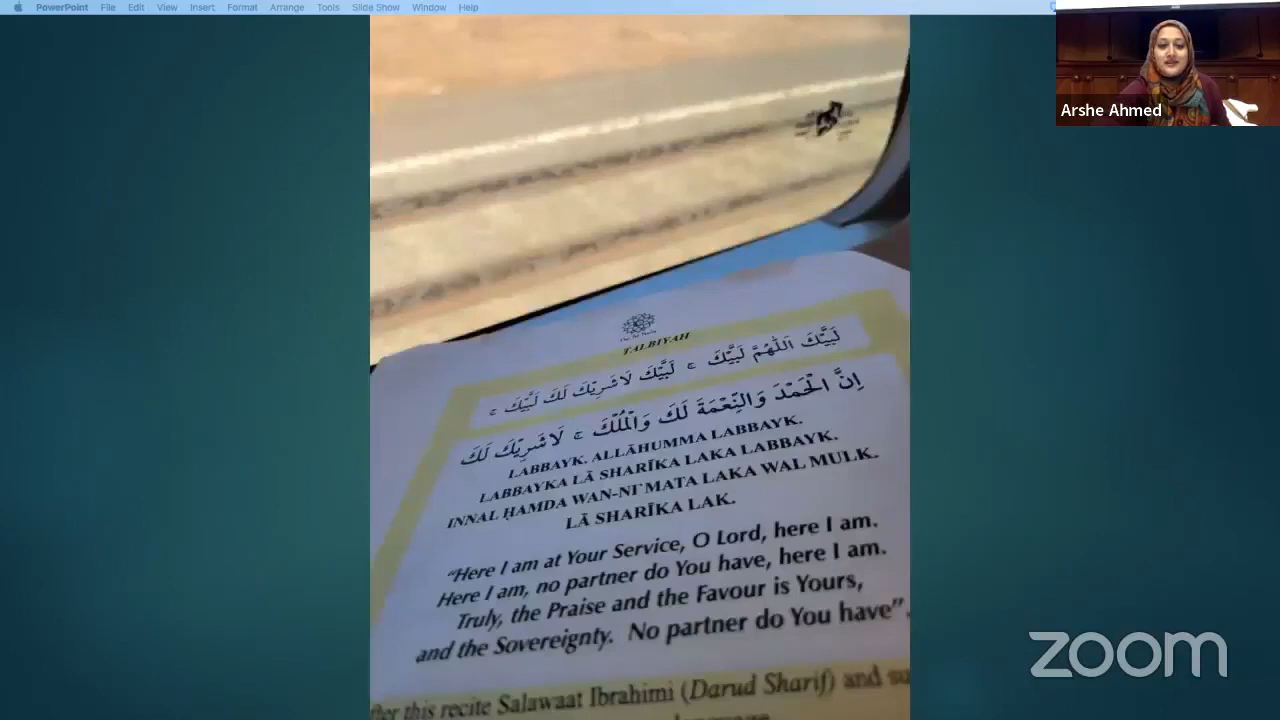 PowerPoint File Edit View Insert Format Arrange Tools Slide Show Window Help
Arshe Ahmed
TALBIYAH
لَبَّيْكَ اَللّٰهُمَّ لَبَّيْكَ ۚ لَبَّيْكَ لَاشَرِيْكَ لَكَ لَبَّيْكَ ۚ
اِنَّ الْحَمْدَ وَالنِّعْمَةَ لَكَ وَالْمُلْكَ ۚ لَاشَرِيْكَ لَكَ
LABBAYK. ALLĀHUMMA LABBAYK.
LABBAYKA LĀ SHARĪKA LAKA LABBAYK.
INNAL ḤAMDA WAN-NI'MATA LAKA WAL MULK.
LĀ SHARĪKA LAK.
"Here I am at Your Service, O Lord, here I am.
Here I am, no partner do You have, here I am.
Truly, the Praise and the Favour is Yours,
and the Sovereignty. No partner do You have"
this recite Salawaat Ibrahimi (Darud Sharif) and
zoom